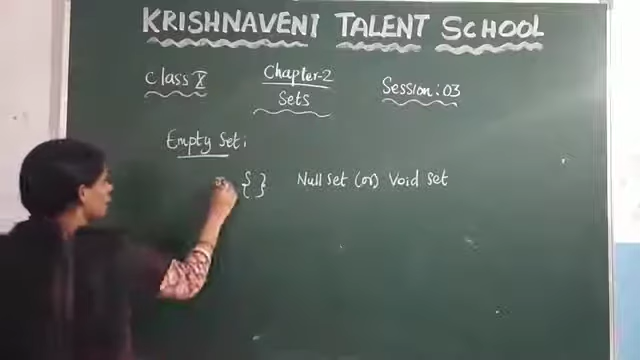 KRISHNAVENI TALENT SCHOOL
Class X
Chapter-2
Sets
Session: 03
Empty Set:
{ } Null Set (or) Void Set